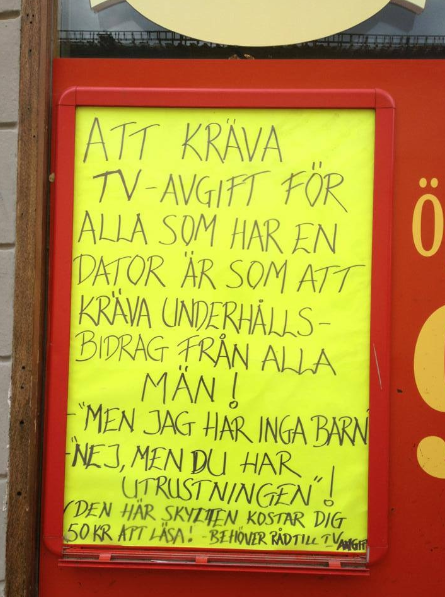 ATT KRÄVA
TV-AVGIFT FÖR
ALLA SOM HAR EN
DATOR ÄR SOM ATT
KRÄVA UNDERHÅLLS-
BIDRAG FRÅN ALLA
MÄN!
-"MEN JAG HAR INGA BARN
-"NEJ, MEN DU HAR
UTRUSTNINGEN"!
(DEN HÄR SKYLTEN KOSTAR DIG
50 KR ATT LÄSA! - BEHÖVER RÅD TILL TV
AVGIFT
Ö